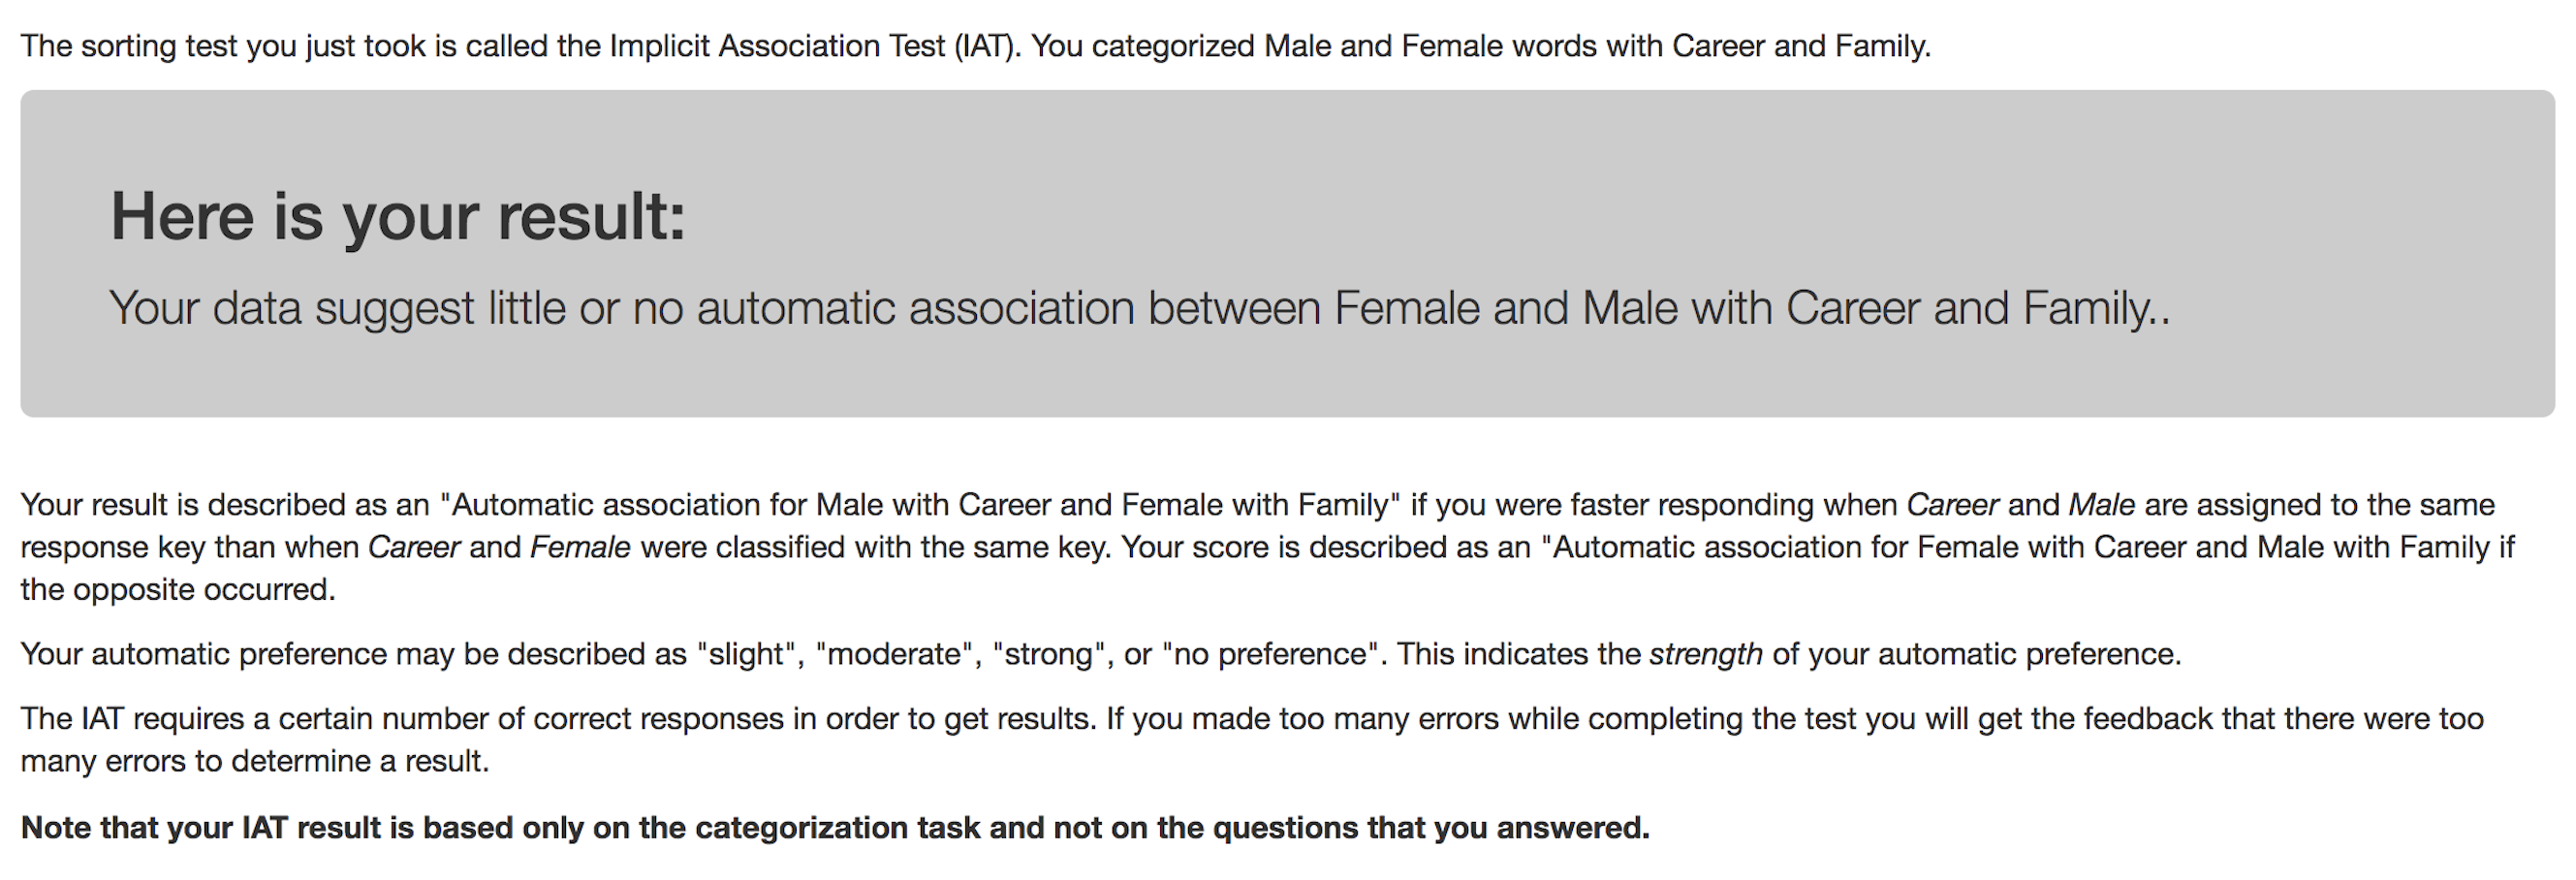 The sorting test you just took is called the Implicit Association Test (IAT). You categorized Male and Female words with Career and Family.
Here is your result:
Your data suggest little or no automatic association between Female and Male with Career and Family..
Your result is described as an "Automatic association for Male with Career and Female with Family" if you were faster responding when Career and Male are assigned to the same
response key than when Career and Female were classified with the same key. Your score is described as an "Automatic association for Female with Career and Male with Family if
the opposite occurred.
Your automatic preference may be described as "slight", "moderate", "strong", or "no preference". This indicates the strength of your automatic preference.
The IAT requires a certain number of correct responses in order to get results. If you made too many errors while completing the test you will get the feedback that there were too
many errors to determine a result.
Note that your IAT result is based only on the categorization task and not on the questions that you answered.